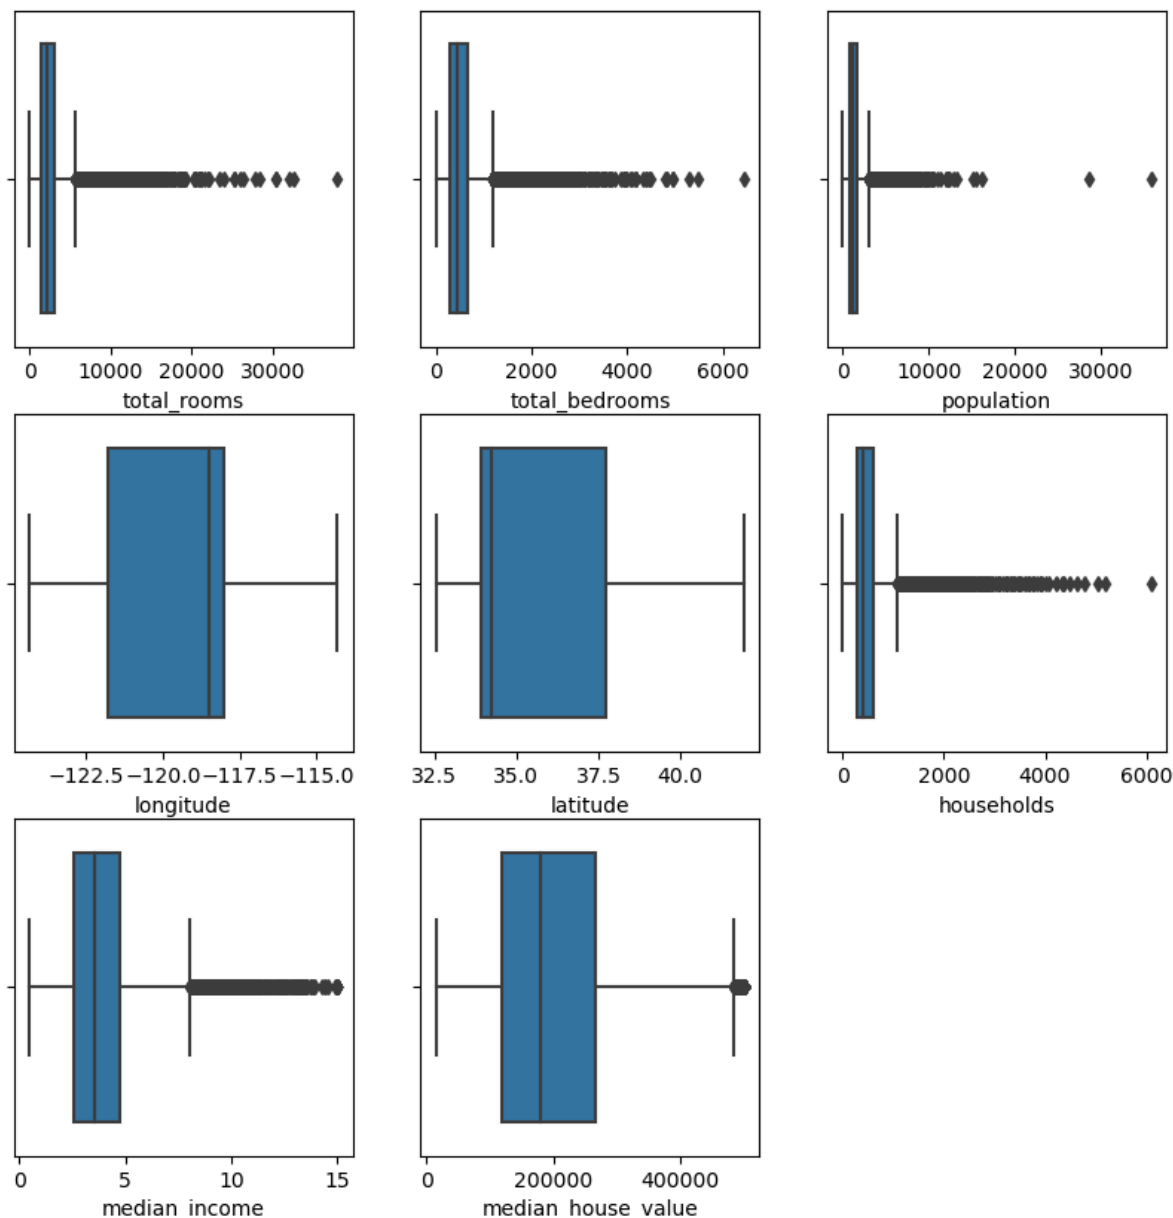 0 10000 20000 30000
total_rooms
0 2000 4000 6000
total_bedrooms
0 10000 20000 30000
population
−122.5 −120.0 −117.5 −115.0
longitude
32.5 35.0 37.5 40.0
latitude
0 2000 4000 6000
households
0 5 10 15
median_income
0 200000 400000
median_house_value